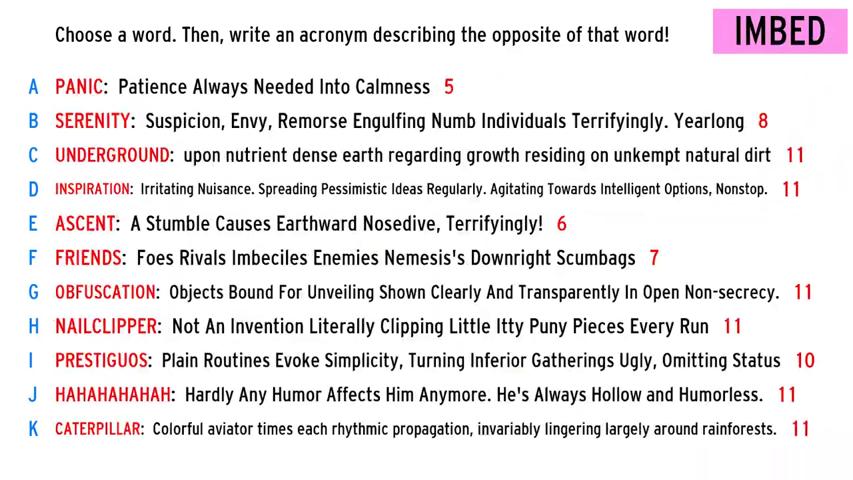 Choose a word. Then, write an acronym describing the opposite of that word!
IMBED
A PANIC: Patience Always Needed Into Calmness 5
B SERENITY: Suspicion, Envy, Remorse Engulfing Numb Individuals Terrifyingly. Yearlong 8
C UNDERGROUND: upon nutrient dense earth regarding growth residing on unkempt natural dirt 11
D INSPIRATION: Irritating Nuisance. Spreading Pessimistic Ideas Regularly. Agitating Towards Intelligent Options, Nonstop. 11
E ASCENT: A Stumble Causes Earthward Nosedive, Terrifyingly! 6
F FRIENDS: Foes Rivals Imbeciles Enemies Nemesis's Downright Scumbags 7
G OBFUSCATION: Objects Bound For Unveiling Shown Clearly And Transparently In Open Non-secrecy. 11
H NAILCLIPPER: Not An Invention Literally Clipping Little Itty Puny Pieces Every Run 11
I PRESTIGUOS: Plain Routines Evoke Simplicity, Turning Inferior Gatherings Ugly, Omitting Status 10
J HAHAHAHAHAH: Hardly Any Humor Affects Him Anymore. He's Always Hollow and Humorless. 11
K CATERPILLAR: Colorful aviator times each rhythmic propagation, invariably lingering largely around rainforests. 11